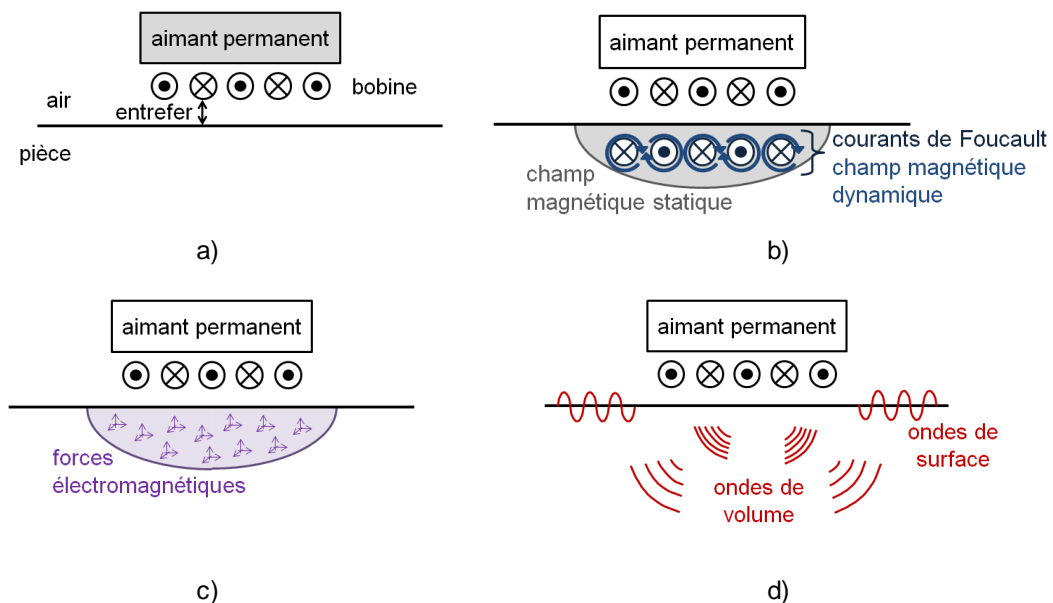 aimant permanent
bobine
air
entrefer
pièce
a)
aimant permanent
courants de Foucault
champ magnétique
dynamique
champ
magnétique statique
b)
aimant permanent
forces
électromagnétiques
c)
aimant permanent
ondes de
surface
ondes de
volume
d)